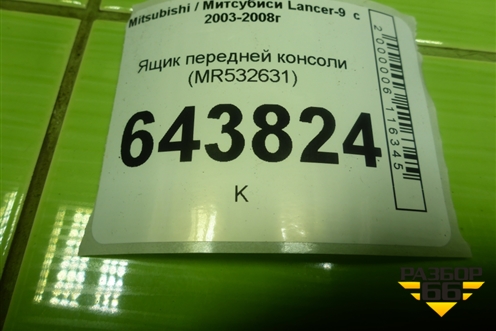 Mitsubishi / Митсубиси Lancer-9 с
2003-2008г
Ящик передней консоли
(MR532631)
643824
К
2000006116345
РАЗБОР
66